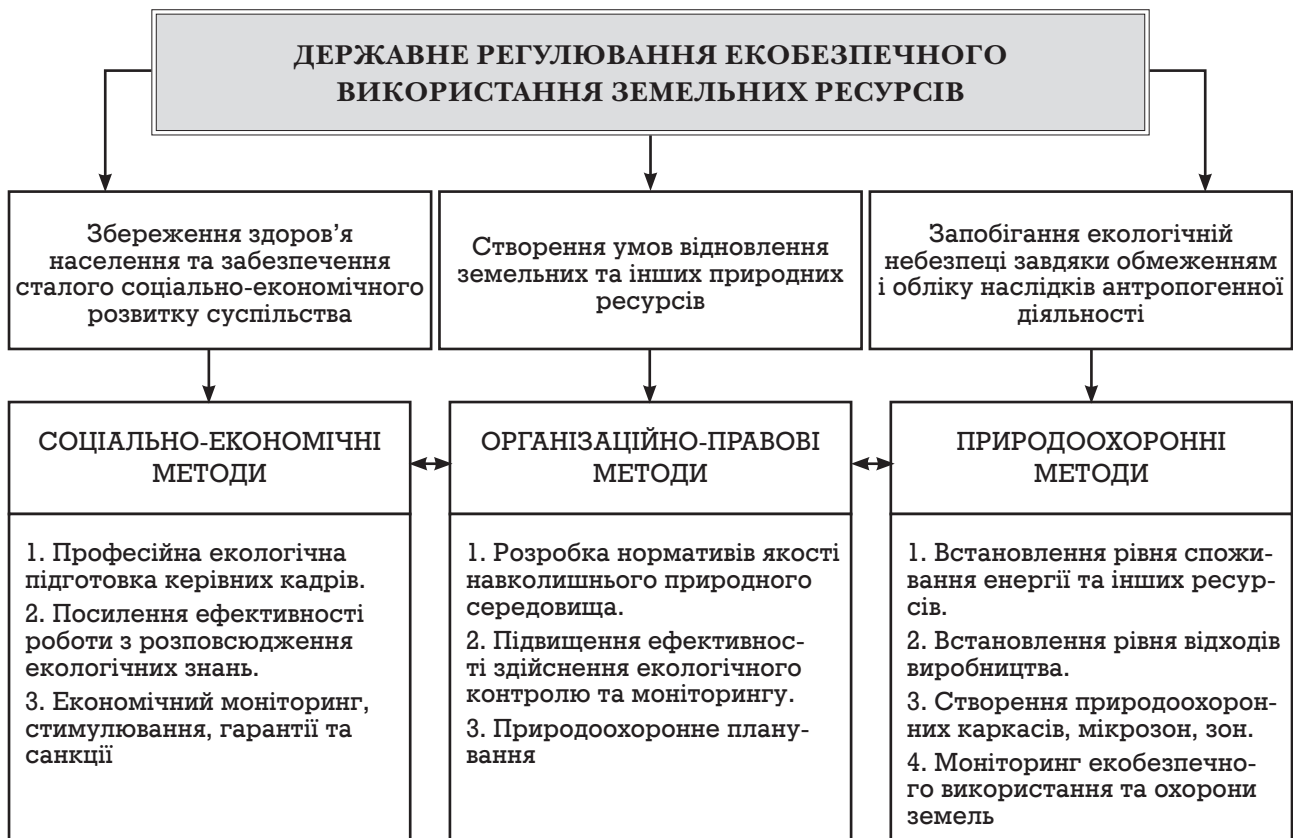 ДЕРЖАВНЕ РЕГУЛЮВАННЯ ЕКОБЕЗПЕЧНОГО
ВИКОРИСТАННЯ ЗЕМЕЛЬНИХ РЕСУРСІВ
Збереження здоров’я
населення та забезпечення
сталого соціально-економічного
розвитку суспільства
Створення умов відновлення
земельних та інших природних
ресурсів
Запобігання екологічній
небезпеці завдяки обмеженням
і обліку наслідків антропогенної
діяльності
СОЦІАЛЬНО-ЕКОНОМІЧНІ
МЕТОДИ
1. Професійна екологічна
підготовка керівних кадрів.
2. Посилення ефективності
роботи з розповсюдження
екологічних знань.
3. Економічний моніторинг,
стимулювання, гарантії та
санкції
ОРГАНІЗАЦІЙНО-ПРАВОВІ
МЕТОДИ
1. Розробка нормативів якості
навколишнього природного
середовища.
2. Підвищення ефективнос-
ті здійснення екологічного
контролю та моніторингу.
3. Природоохоронне плану-
вання
ПРИРОДООХОРОННІ
МЕТОДИ
1. Встановлення рівня спожи-
вання енергії та інших ресур-
сів.
2. Встановлення рівня відходів
виробництва.
3. Створення природоохорон-
них каркасів, мікрозон, зон.
4. Моніторинг екобезпечно-
го використання та охорони
земель